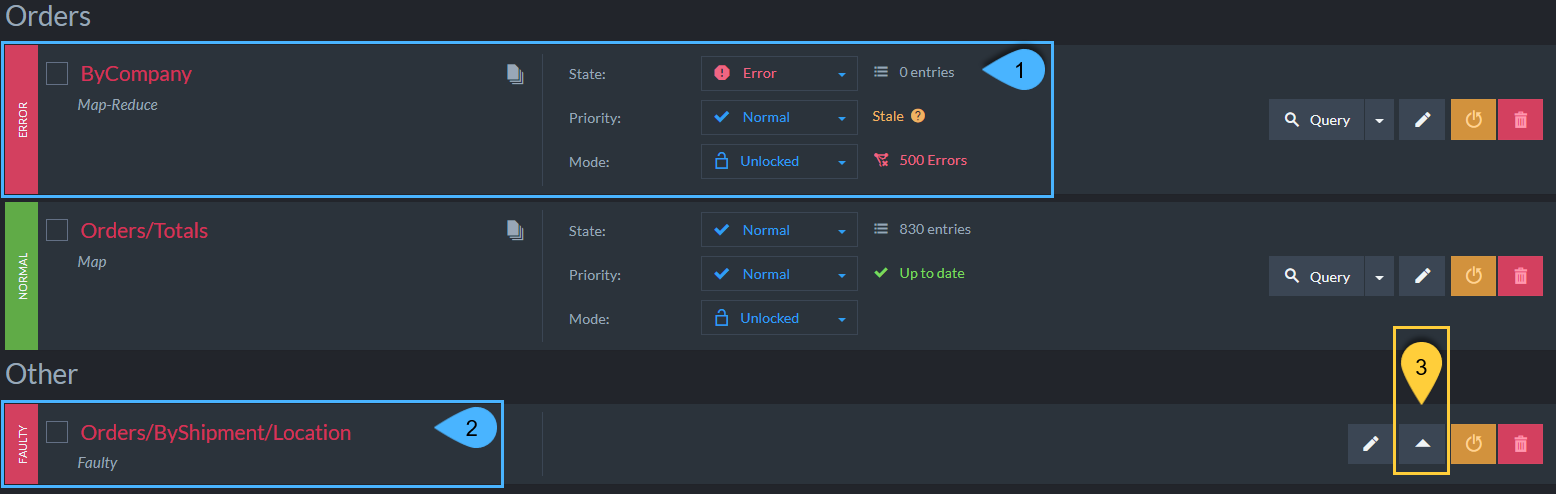 Orders
ERROR
ByCompany
Map-Reduce
State:
Error
0 entries
1
Priority:
Normal
Stale
Mode:
Unlocked
500 Errors
Query
NORMAL
Orders/Totals
Map
State:
Normal
830 entries
Priority:
Normal
Up to date
Mode:
Unlocked
Query
Other
3
FAULTY
Orders/ByShipment/Location
2
Faulty